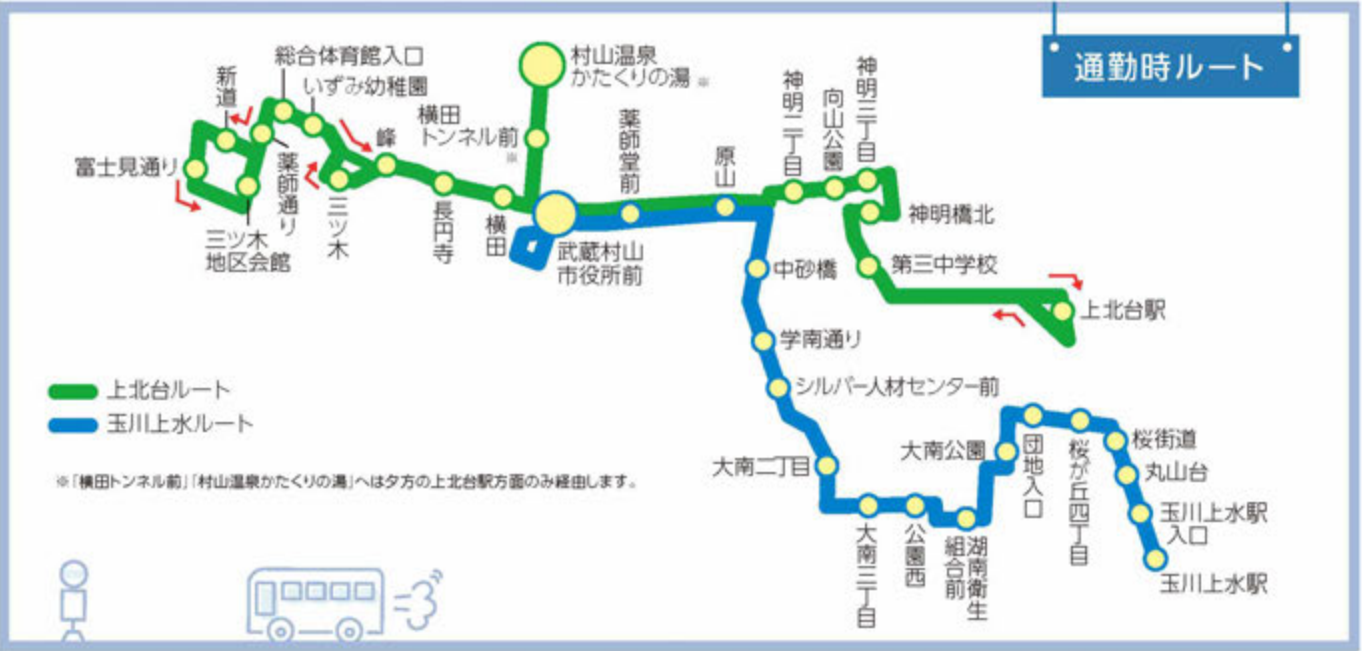 通勤時ルート
総合体育館入口
新道
いずみ幼稚園
富士見通り
薬師通り
三ツ木
地区会館
三ツ木
峰
長円寺
横田
横田
トンネル前
※
村山温泉
かたくりの湯 ※
武蔵村山
市役所前
薬師堂前
原山
神明二丁目
向山公園
神明三丁目
神明橋北
第三中学校
上北台駅
中砂橋
学南通り
シルバー人材センター前
大南二丁目
大南三丁目
公園西
湖南衛生
組合前
大南公園
団地入口
桜が丘四丁目
桜街道
丸山台
玉川上水駅
入口
玉川上水駅
上北台ルート
玉川上水ルート
※「横田トンネル前」「村山温泉かたくりの湯」へは夕方の上北台駅方面のみ経由します。